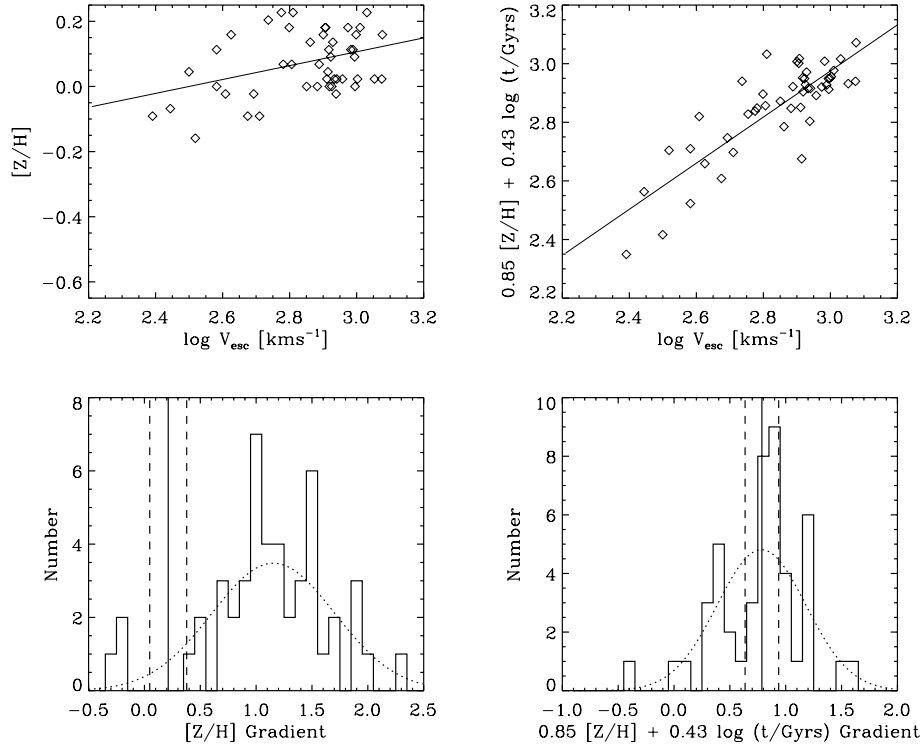 0.2
0.0
−0.2
−0.4
−0.6
[Z/H]
2.2 2.4 2.6 2.8 3.0 3.2
log V_esc [kms⁻¹]
3.2
3.0
2.8
2.6
2.4
2.2
0.85 [Z/H] + 0.43 log (t/Gyrs)
2.2 2.4 2.6 2.8 3.0 3.2
log V_esc [kms⁻¹]
8
6
4
2
0
Number
−0.5 0.0 0.5 1.0 1.5 2.0 2.5
[Z/H] Gradient
10
8
6
4
2
0
Number
−1.0 −0.5 0.0 0.5 1.0 1.5 2.0
0.85 [Z/H] + 0.43 log (t/Gyrs) Gradient